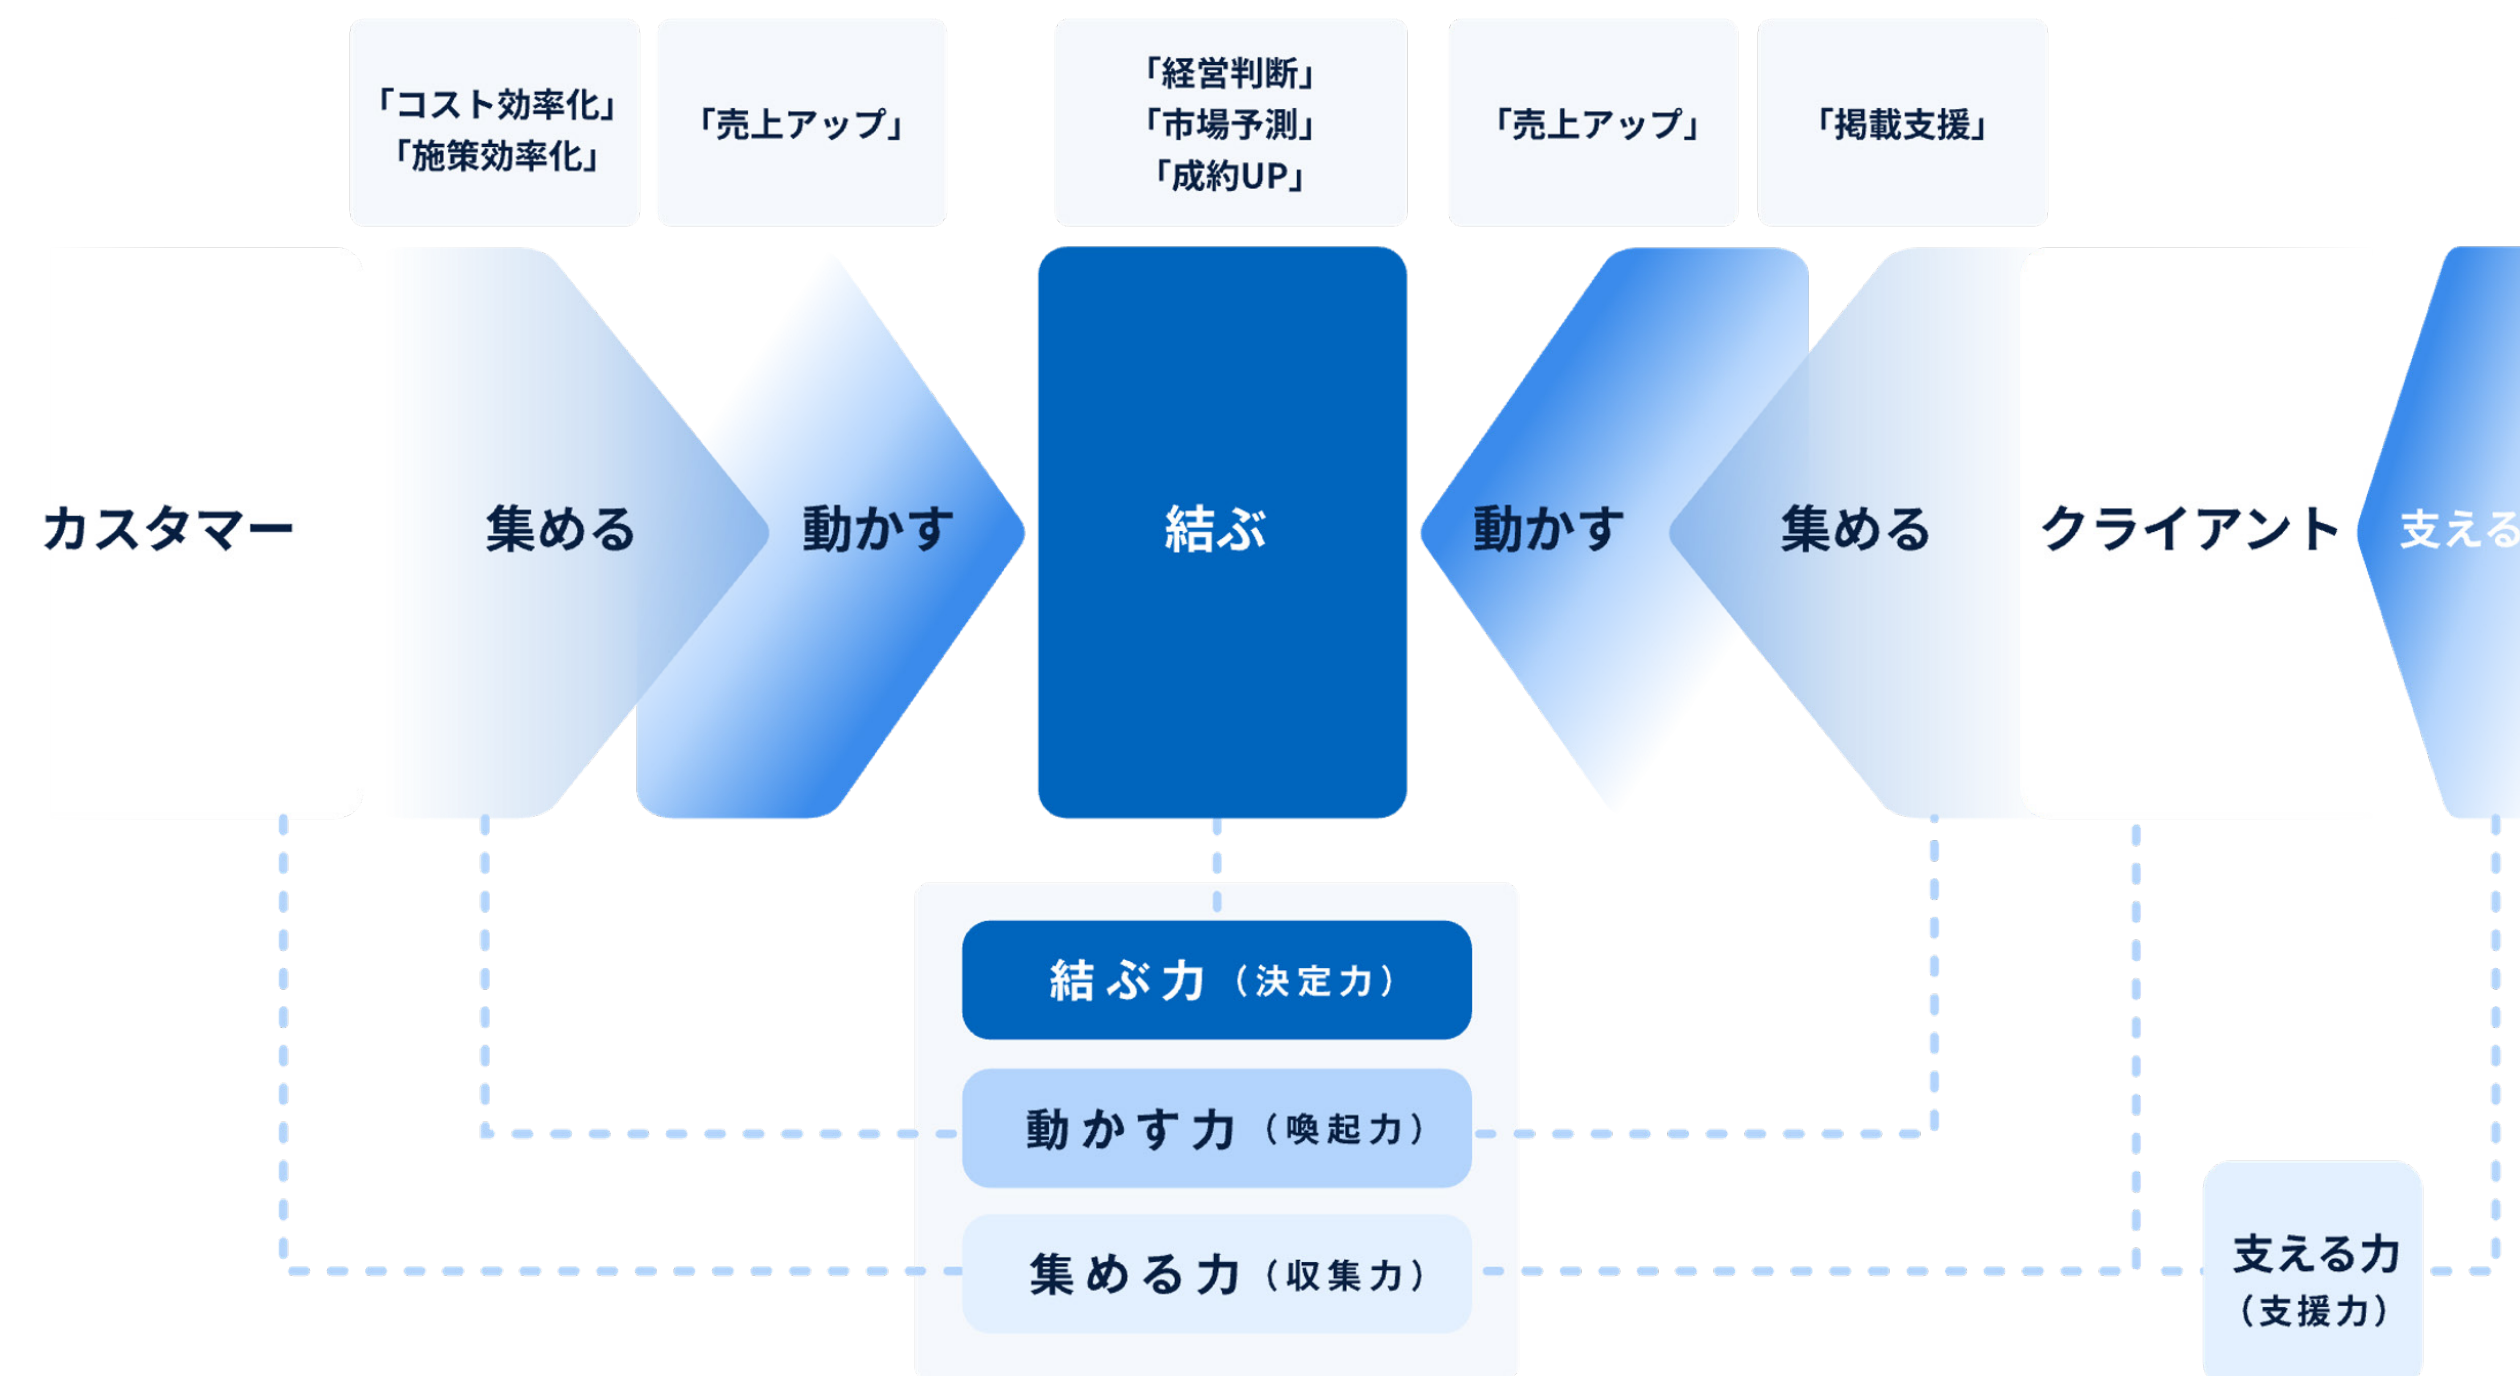 「コスト効率化」
「施策効率化」
「売上アップ」
「経営判断」
「市場予測」
「成約UP」
「売上アップ」
「掲載支援」
カスタマー
集める
動かす
結ぶ
動かす
集める
クライアント
支える
結ぶ力（決定力）
動かす力（喚起力）
集める力（収集力）
支える力
（支援力）